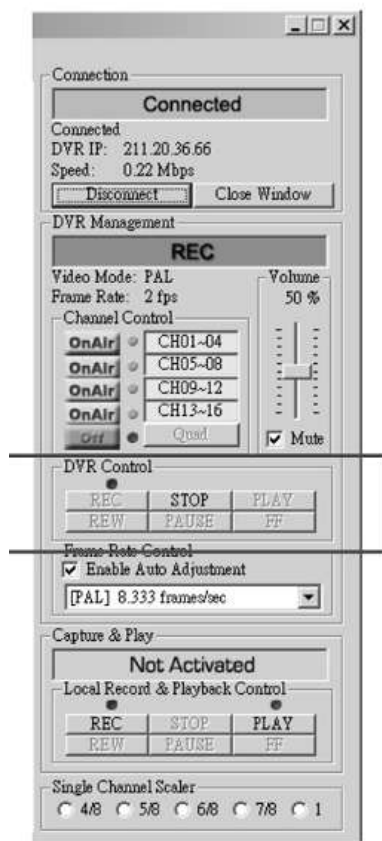 Connection
Connected
Connected
DVR IP: 211.20.36.66
Speed: 0.22 Mbps
Disconnect Close Window
DVR Management
REC
Video Mode: PAL
Frame Rate: 2 fps
Volume
50 %
Channel Control
OnAir CH01~04
OnAir CH05~08
OnAir CH09~12
OnAir CH13~16
Off Quad
Mute
DVR Control
REC STOP PLAY
REW PAUSE FF
Frame Rate Control
Enable Auto Adjustment
[PAL] 8.333 frames/sec
Capture & Play
Not Activated
Local Record & Playback Control
REC STOP PLAY
REW PAUSE FF
Single Channel Scaler
4/8 5/8 6/8 7/8 1